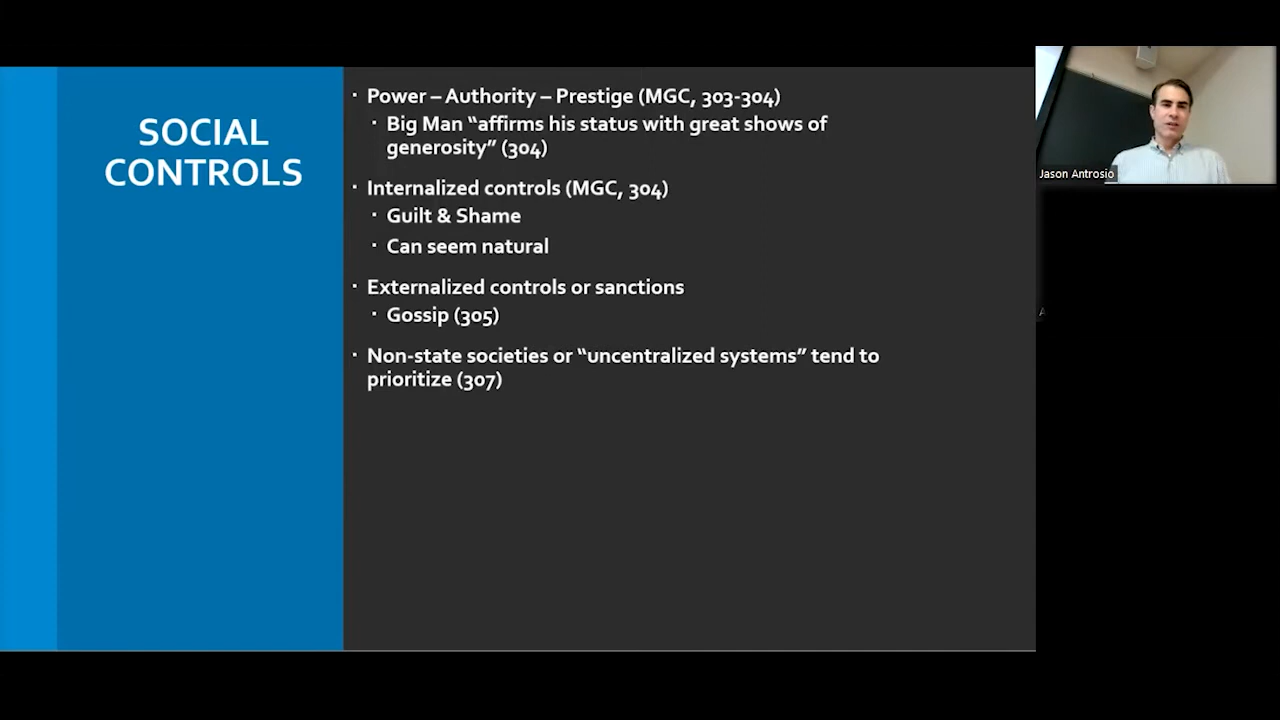 SOCIAL
CONTROLS
▪ Power – Authority – Prestige (MGC, 303-304)
▪ Big Man “affirms his status with great shows of
generosity” (304)
▪ Internalized controls (MGC, 304)
▪ Guilt & Shame
▪ Can seem natural
▪ Externalized controls or sanctions
▪ Gossip (305)
▪ Non-state societies or “uncentralized systems” tend to
prioritize (307)
Jason Antrosio